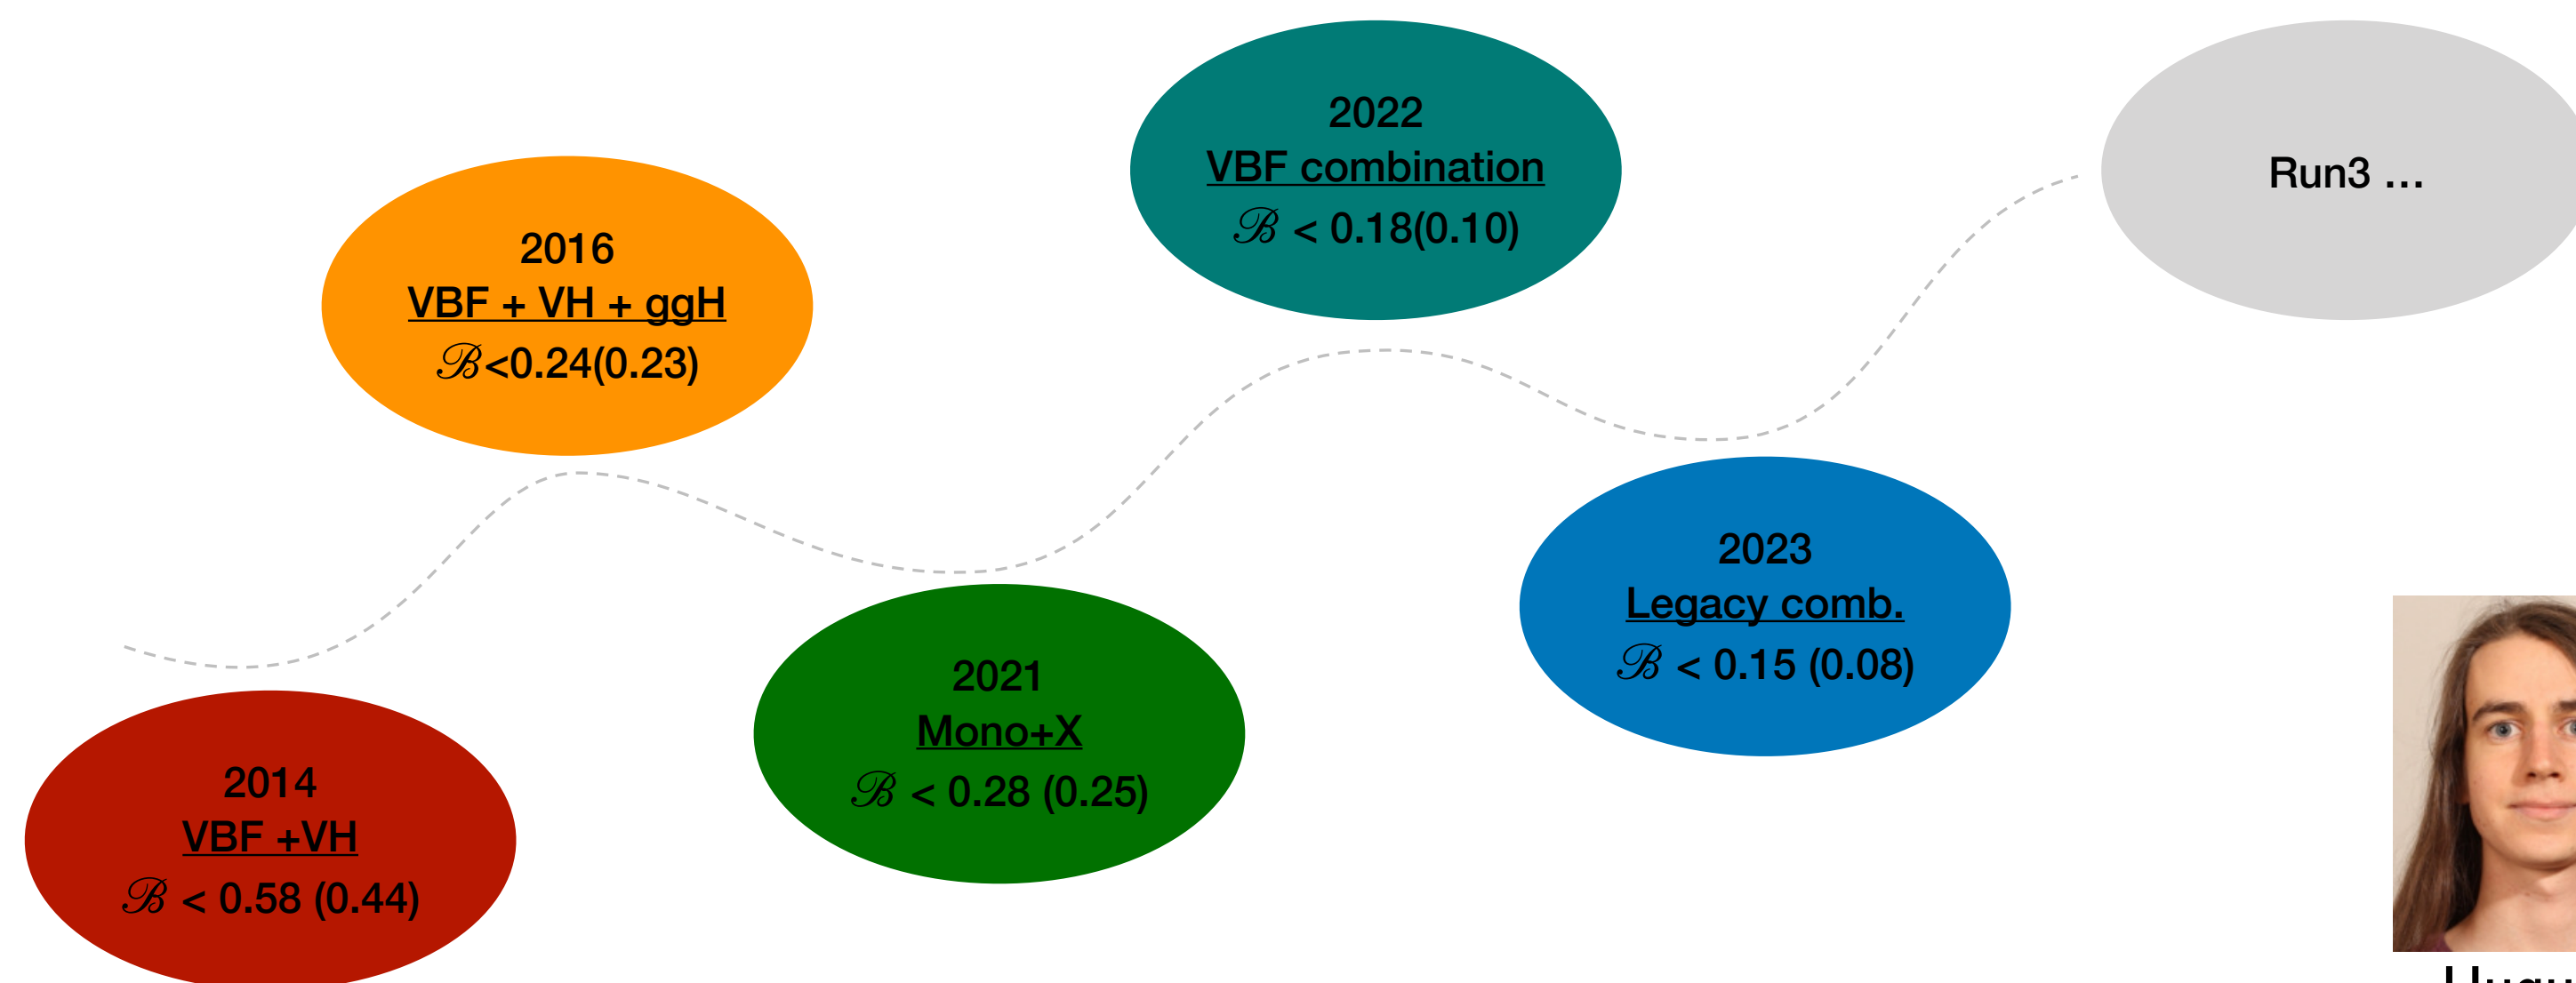 2014
VBF +VH
ℬ < 0.58 (0.44)
2016
VBF + VH + ggH
ℬ<0.24(0.23)
2021
Mono+X
ℬ < 0.28 (0.25)
2022
VBF combination
ℬ < 0.18(0.10)
2023
Legacy comb.
ℬ < 0.15 (0.08)
Run3 ...